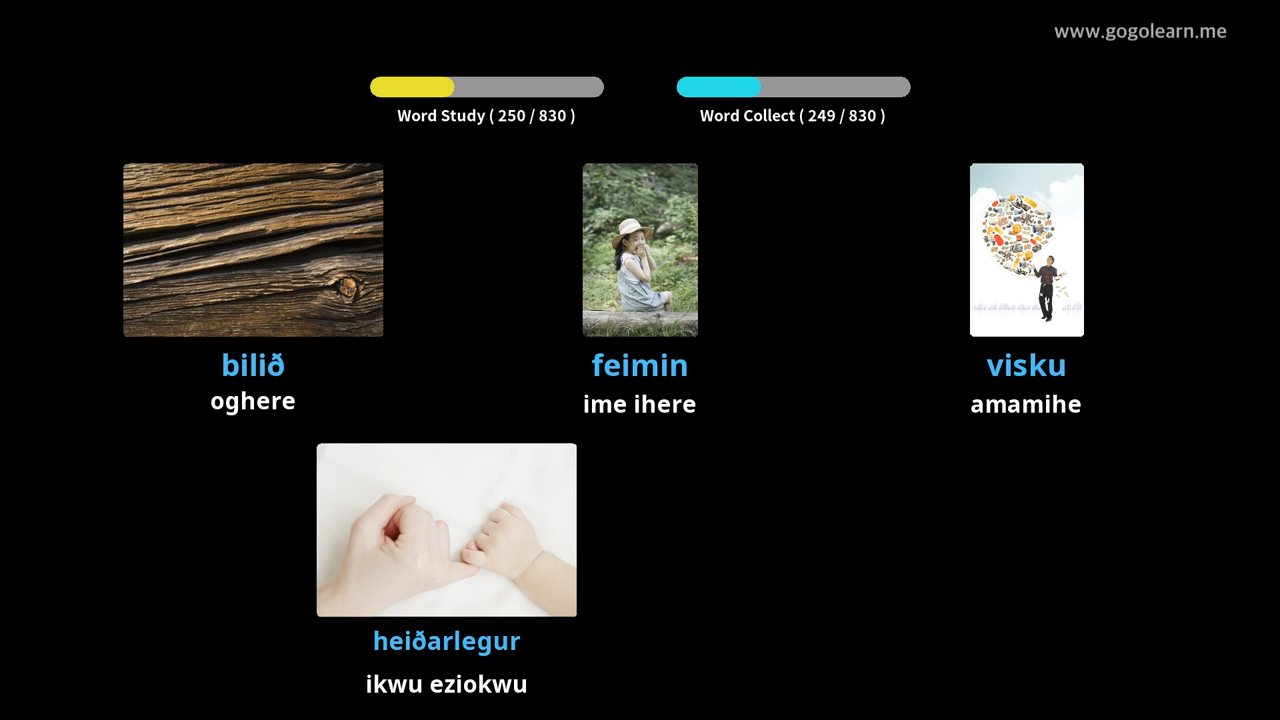 www.gogolearn.me
Word Study ( 250 / 830 )
Word Collect ( 249 / 830 )
bilið
oghere
feimin
ime ihere
visku
amamihe
heiðarlegur
ikwu eziokwu